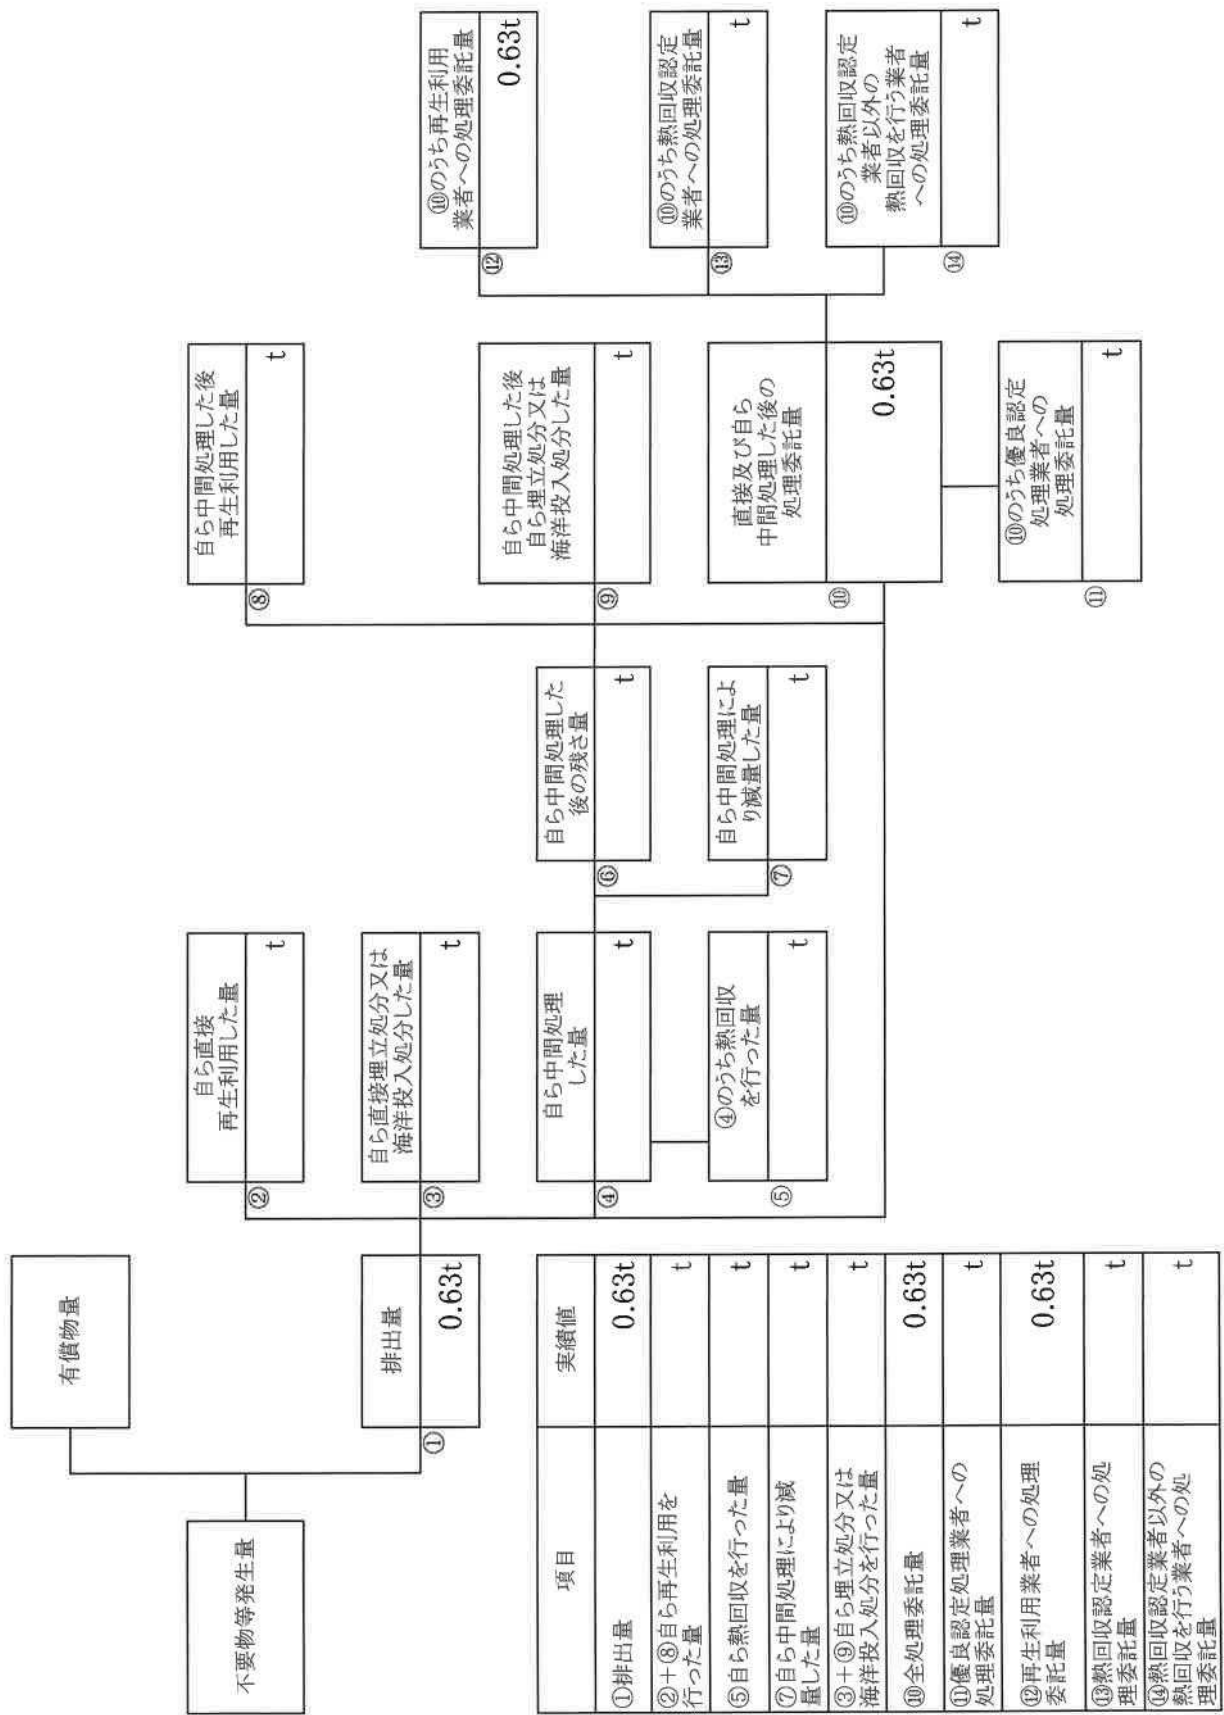 不要物等発生量
有償物量
排出量
①
0.63t
自ら直接
再生利用した量
②
t
自ら直接埋立処分又は
海洋投入処分した量
③
t
自ら中間処理
した量
④
t
④のうち熱回収
を行った量
⑤
t
自ら中間処理した
後の残さ量
⑥
t
自ら中間処理によ
り減量した量
⑦
t
自ら中間処理した後
再生利用した量
⑧
t
自ら中間処理した後
自ら埋立処分又は
海洋投入処分した量
⑨
t
直接及び自ら
中間処理した後の
処理委託量
⑩
0.63t
⑩のうち優良認定
処理業者への
処理委託量
⑪
t
⑩のうち再生利用
業者への処理委託量
⑫
0.63t
⑩のうち熱回収認定
業者への処理委託量
⑬
t
⑩のうち熱回収認定
業者以外の
熱回収を行う業者
への処理委託量
⑭
t
項目 実績値
①排出量 0.63t
②+⑧自ら再生利用を
行った量 t
⑤自ら熱回収を行った量 t
⑦自ら中間処理により減
量した量 t
③+⑨自ら埋立処分又は
海洋投入処分を行った量 t
⑩全処理委託量 0.63t
⑪優良認定処理業者への
処理委託量 t
⑫再生利用業者への処理
委託量 0.63t
⑬熱回収認定業者への処
理委託量 t
⑭熱回収認定業者以外の
熱回収を行う業者への処
理委託量 t